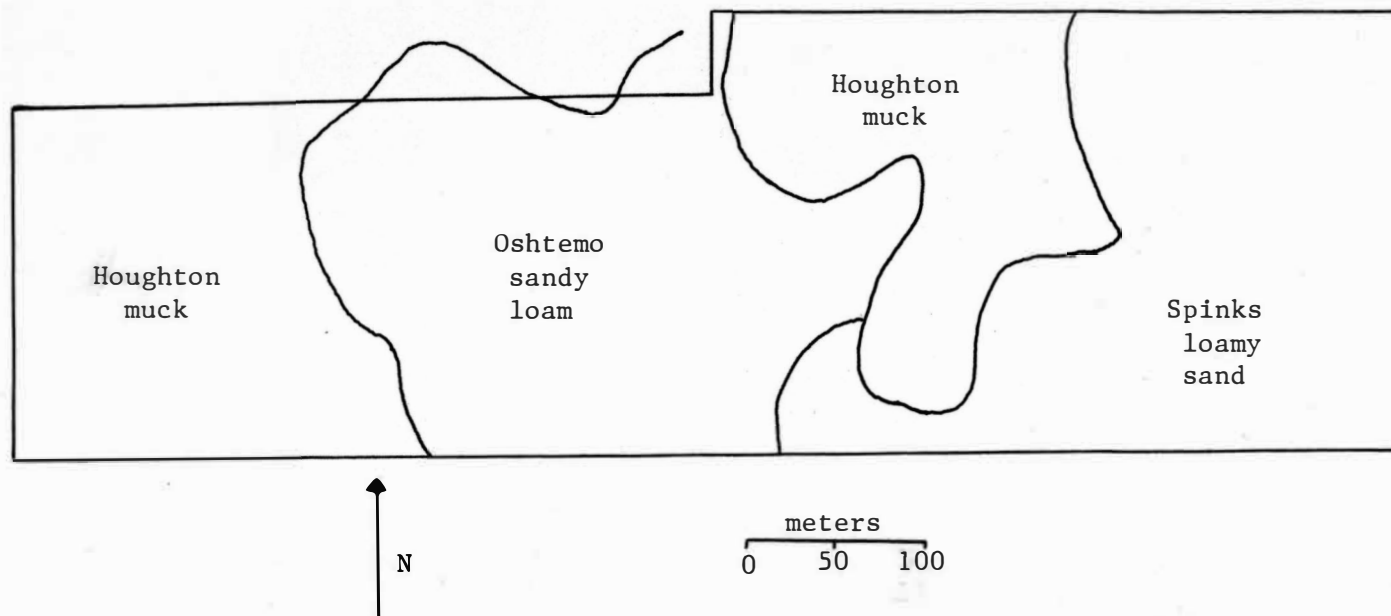 Houghton
muck
Oshtemo
sandy
loam
Houghton
muck
Spinks
loamy
sand
N
meters
0 50 100